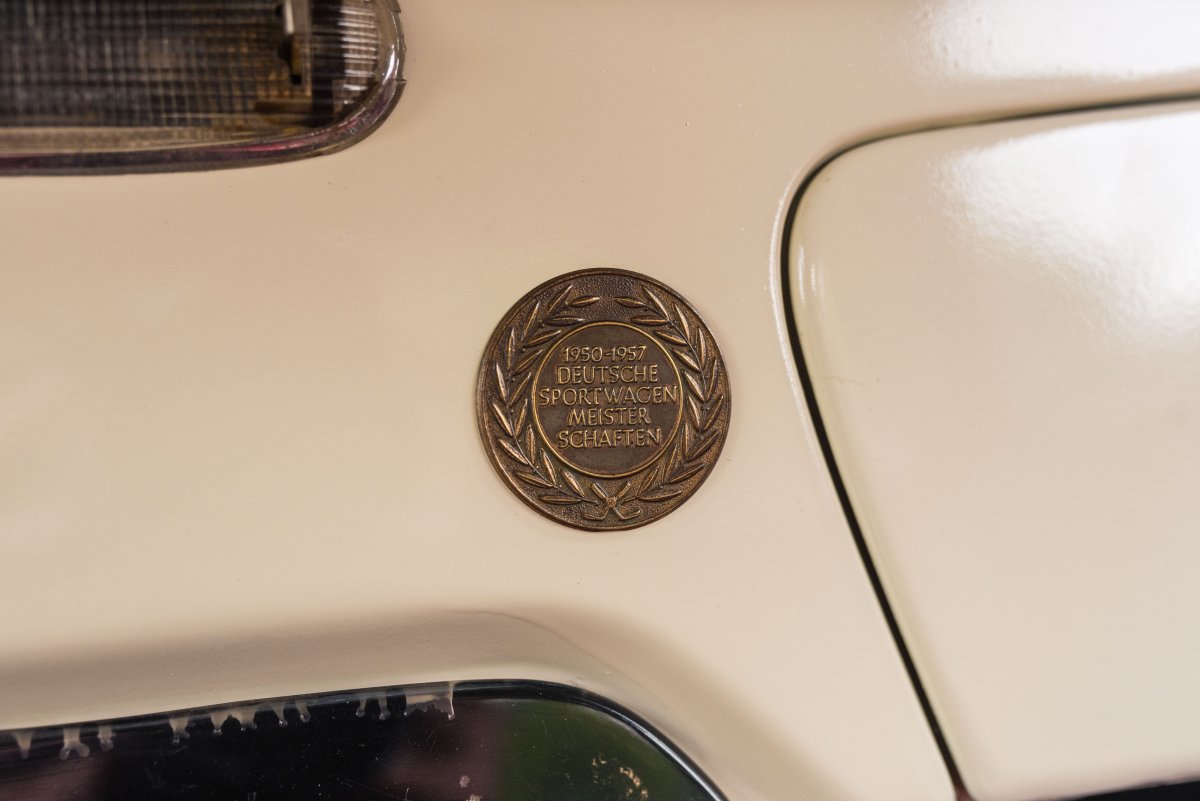 1950-1957
DEUTSCHE
SPORTWAGEN
MEISTER
SCHAFTEN